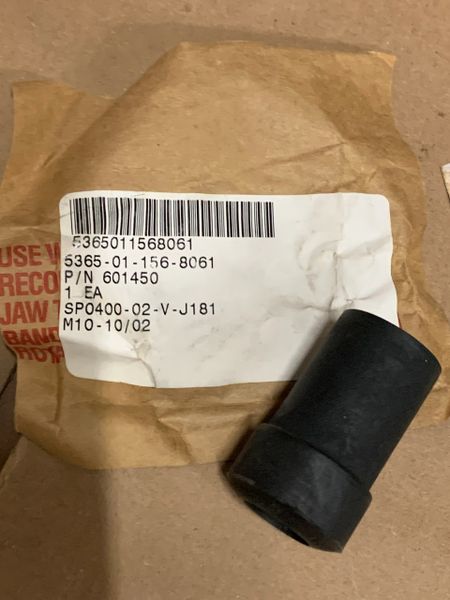 5365011568061
5365-01-156-8061
P/N 601450
1 EA
SP0400-02-V-J181
M10-10/02
USE
RECO
JAW
BAND